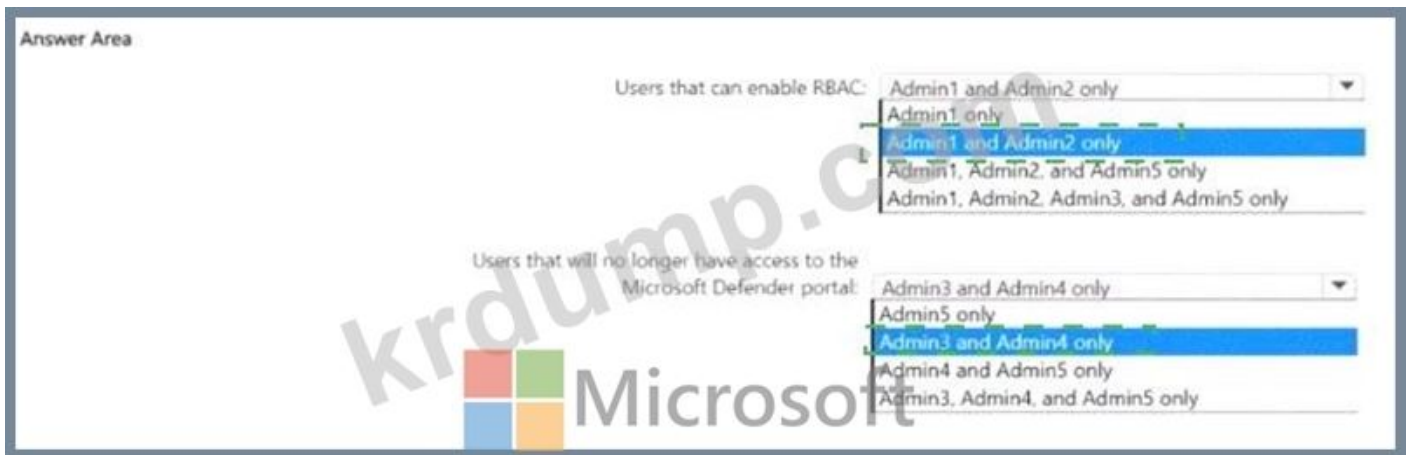 Answer Area
Users that can enable RBAC:
Admin1 and Admin2 only
Admin1 only
Admin1 and Admin2 only
Admin1, Admin2, and Admin5 only
Admin1, Admin2, Admin3, and Admin5 only
Users that will no longer have access to the
Microsoft Defender portal:
Admin3 and Admin4 only
Admin5 only
Admin3 and Admin4 only
Admin4 and Admin5 only
Admin3, Admin4, and Admin5 only
krdump.com
Microsoft